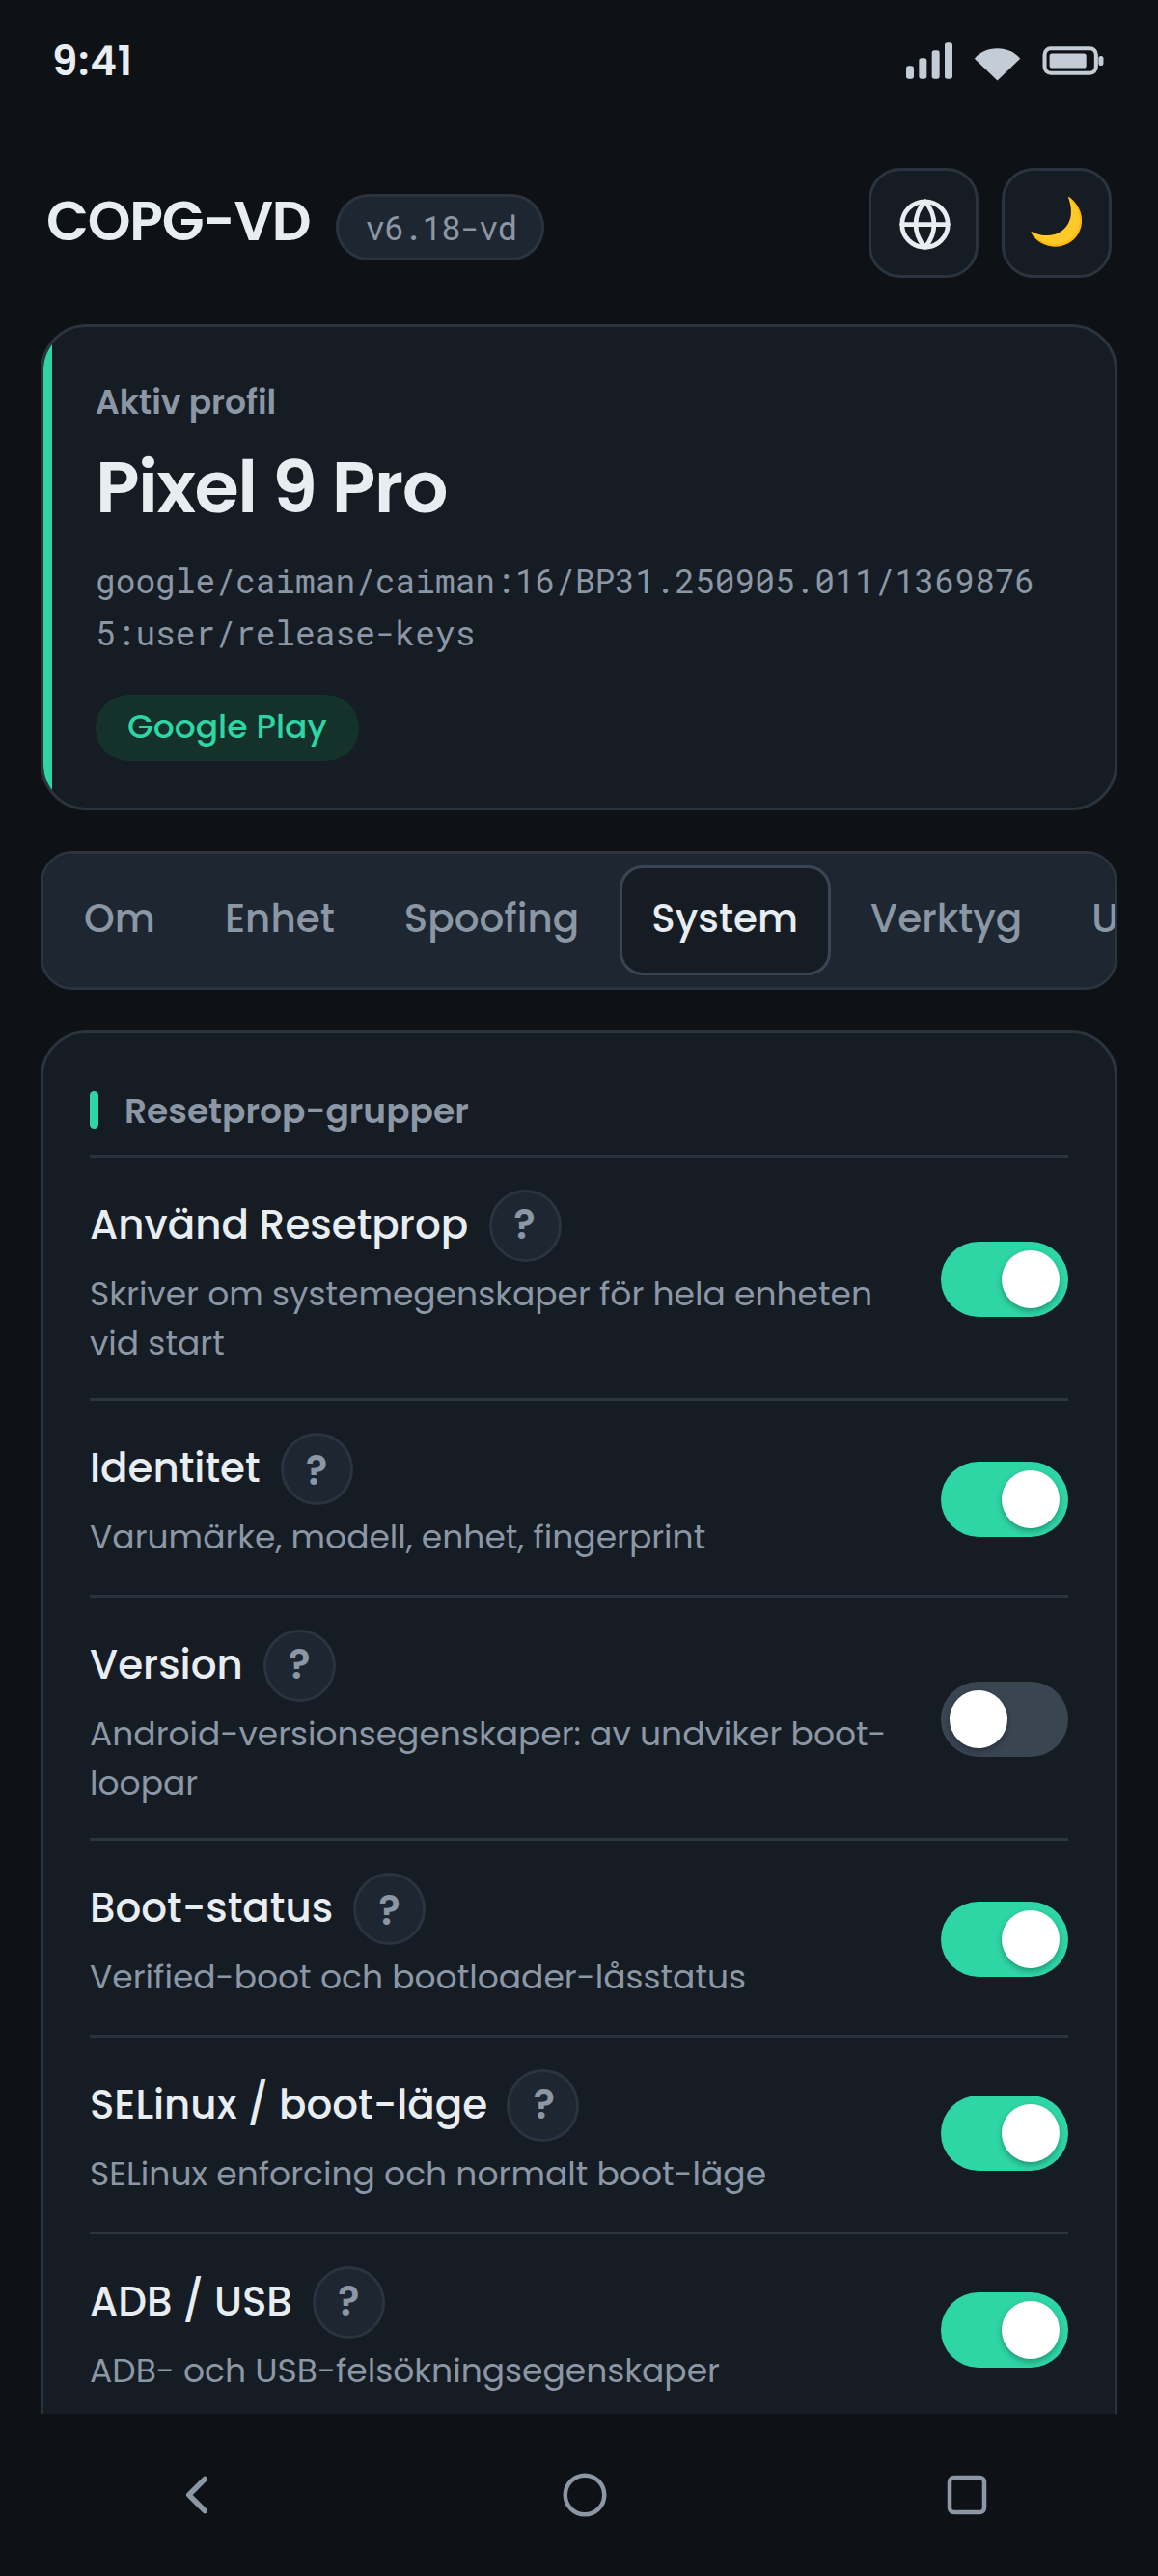 9:41
COPG-VD
v6.18-vd
Aktiv profil
Pixel 9 Pro
google/caiman/caiman:16/BP31.250905.011/1369876
5:user/release-keys
Google Play
Om Enhet Spoofing System Verktyg U
Resetprop-grupper
Använd Resetprop ?
Skriver om systemegenskaper för hela enheten
vid start
Identitet ?
Varumärke, modell, enhet, fingerprint
Version ?
Android-versionsegenskaper: av undviker boot-
loopar
Boot-status ?
Verified-boot och bootloader-låsstatus
SELinux / boot-läge ?
SELinux enforcing och normalt boot-läge
ADB / USB ?
ADB- och USB-felsökningsegenskaper